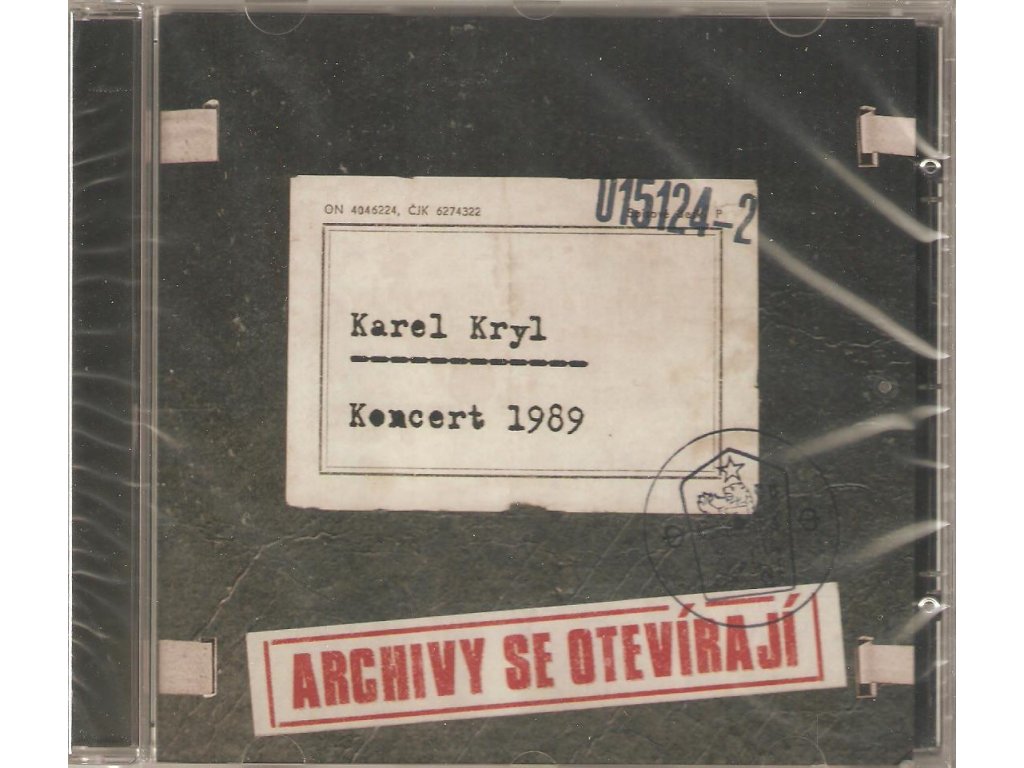 ON 4046224, ČJK 6274322
015124-2
Karel Kryl
Koncert 1989
ARCHIVY SE OTEVÍRAJÍ